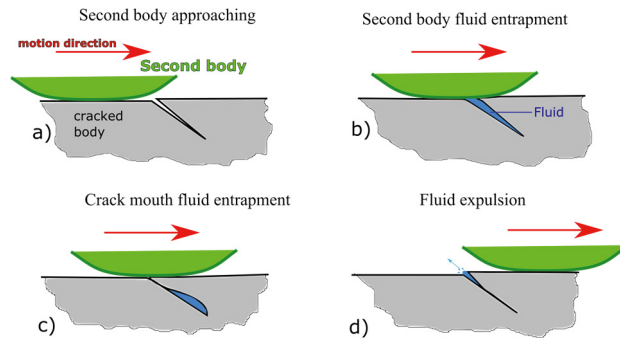 Second body approaching
motion direction
Second body
cracked
body
a)
Second body fluid entrapment
Fluid
b)
Crack mouth fluid entrapment
c)
Fluid expulsion
d)